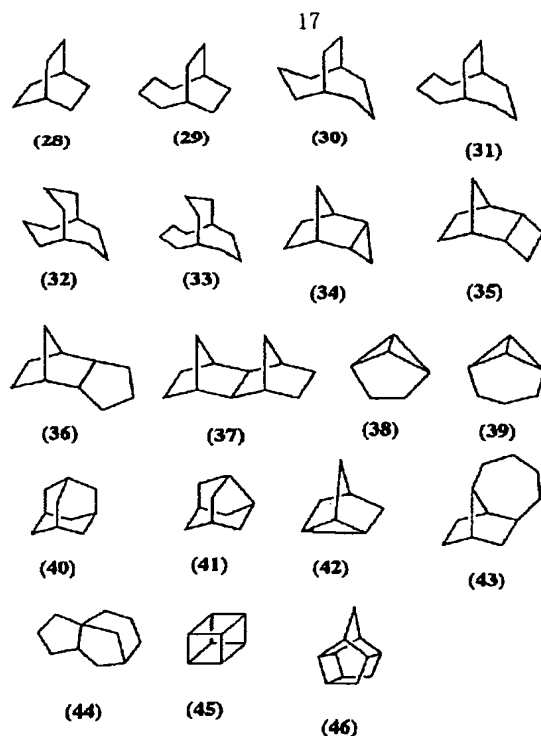 17
(28) (29) (30) (31)
(32) (33) (34) (35)
(36) (37) (38) (39)
(40) (41) (42) (43)
(44) (45) (46)